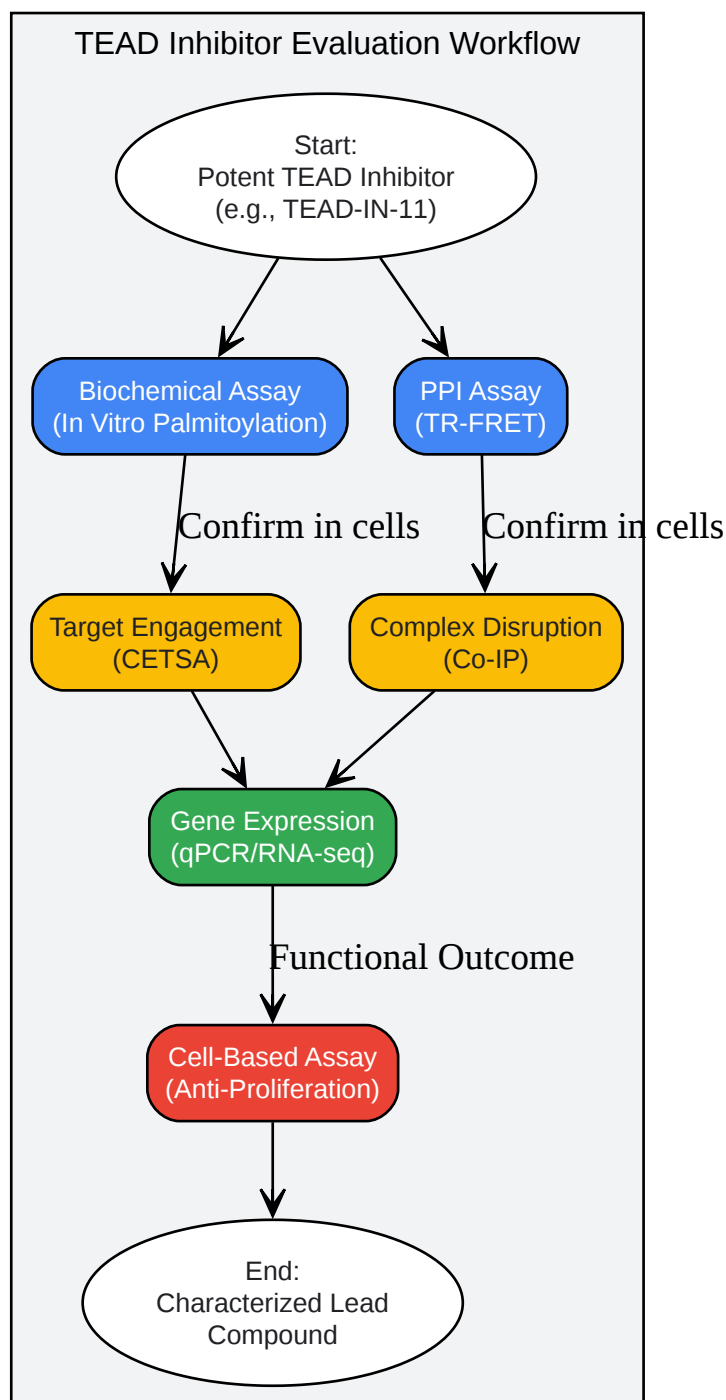 TEAD Inhibitor Evaluation Workflow
Start:
Potent TEAD Inhibitor
(e.g., TEAD-IN-11)
Biochemical Assay
(In Vitro Palmitoylation)
PPI Assay
(TR-FRET)
Confirm in cells
Confirm in cells
Target Engagement
(CETSA)
Complex Disruption
(Co-IP)
Gene Expression
(qPCR/RNA-seq)
Functional Outcome
Cell-Based Assay
(Anti-Proliferation)
End:
Characterized Lead
Compound